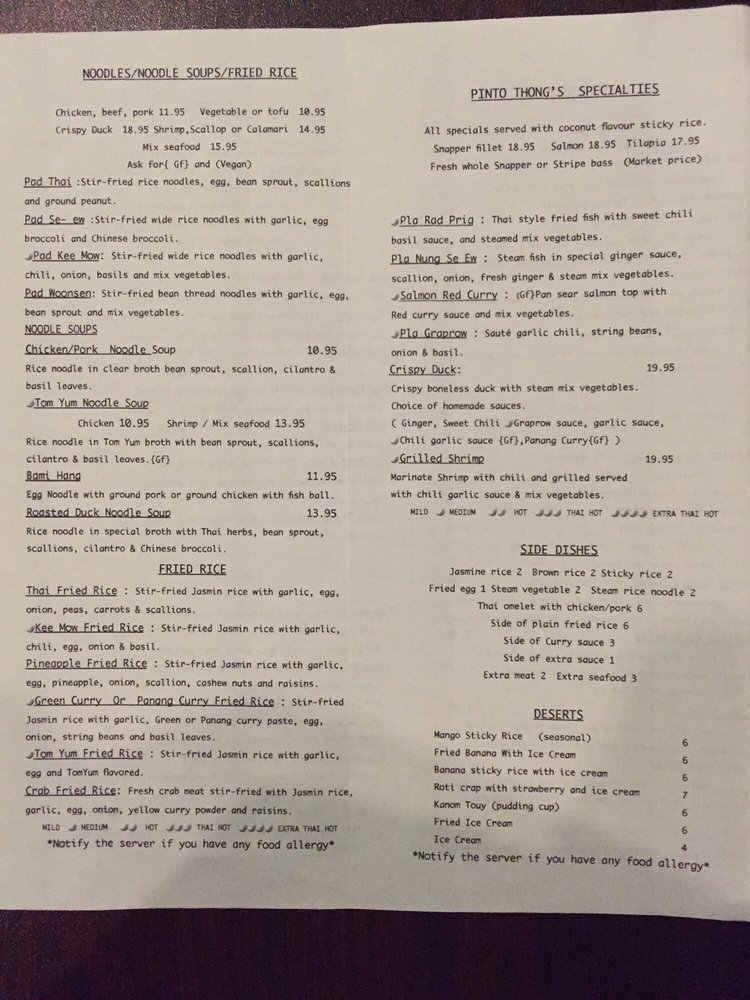 NOODLES/NOODLE SOUPS/FRIED RICE
Chicken, beef, pork 11.95 Vegetable or tofu 10.95
Crispy Duck 18.95 Shrimp,Scallop or Calamari 14.95
Mix seafood 15.95
Ask for{ Gf} and (Vegan)
Pad Thai :Stir-fried rice noodles, egg, bean sprout, scallions
and ground peanut.
Pad Se- ew :Stir-fried wide rice noodles with garlic, egg
broccoli and Chinese broccoli.
Pad Kee Mow: Stir-fried wide rice noodles with garlic,
chili, onion, basils and mix vegetables.
Pad Woonsen: Stir-fried bean thread noodles with garlic, egg,
bean sprout and mix vegetables.
NOODLE SOUPS
Chicken/Pork Noodle Soup 10.95
Rice noodle in clear broth bean sprout, scallion, cilantro &
basil leaves.
Tom Yum Noodle Soup
Chicken 10.95 Shrimp / Mix seafood 13.95
Rice noodle in Tom Yum broth with bean sprout, scallions,
cilantro & basil leaves.{Gf}
Bami Hang 11.95
Egg Noodle with ground pork or ground chicken with fish ball.
Roasted Duck Noodle Soup 13.95
Rice noodle in special broth with Thai herbs, bean sprout,
scallions, cilantro & Chinese broccoli.
FRIED RICE
Thai Fried Rice : Stir-fried Jasmin rice with garlic, egg,
onion, peas, carrots & scallions.
Kee Mow Fried Rice : Stir-fried Jasmin rice with garlic,
chili, egg, onion & basil.
Pineapple Fried Rice : Stir-fried Jasmin rice with garlic,
egg, pineapple, onion, scallion, cashew nuts and raisins.
Green Curry Or Panang Curry Fried Rice : Stir-fried
Jasmin rice with garlic, Green or Panang curry paste, egg,
onion, string beans and basil leaves.
Tom Yum Fried Rice : Stir-fried Jasmin rice with garlic,
egg and TomYum flavored.
Crab Fried Rice: Fresh crab meat stir-fried with Jasmin rice,
garlic, egg, onion, yellow curry powder and raisins.
MILD MEDIUM HOT THAI HOT EXTRA THAI HOT
*Notify the server if you have any food allergy*
PINTO THONG'S SPECIALTIES
All specials served with coconut flavour sticky rice.
Snapper fillet 18.95 Salmon 18.95 Tilapia 17.95
Fresh whole Snapper or Stripe bass (Market price)
Pla Rad Prig : Thai style fried fish with sweet chili
basil sauce, and steamed mix vegetables.
Pla Nung Se Ew : Steam fish in special ginger sauce,
scallion, onion, fresh ginger & steam mix vegetables.
Salmon Red Curry : {Gf}Pan sear salmon top with
Red curry sauce and mix vegetables.
Pla Graprow : Sauté garlic chili, string beans,
onion & basil.
Crispy Duck: 19.95
Crispy boneless duck with steam mix vegetables.
Choice of homemade sauces.
( Ginger, Sweet Chili Graprow sauce, garlic sauce,
Chili garlic sauce {Gf},Panang Curry{Gf} )
Grilled Shrimp 19.95
Marinate Shrimp with chili and grilled served
with chili garlic sauce & mix vegetables.
MILD MEDIUM HOT THAI HOT EXTRA THAI HOT
SIDE DISHES
Jasmine rice 2 Brown rice 2 Sticky rice 2
Fried egg 1 Steam vegetable 2 Steam rice noodle 2
Thai omelet with chicken/pork 6
Side of plain fried rice 6
Side of Curry sauce 3
Side of extra sauce 1
Extra meat 2 Extra seafood 3
DESERTS
Mango Sticky Rice (seasonal) 6
Fried Banana With Ice Cream 6
Banana sticky rice with ice cream 6
Roti crap with strawberry and ice cream 7
Kanom Touy (pudding cup) 6
Fried Ice Cream 6
Ice Cream 4
*Notify the server if you have any food allergy*